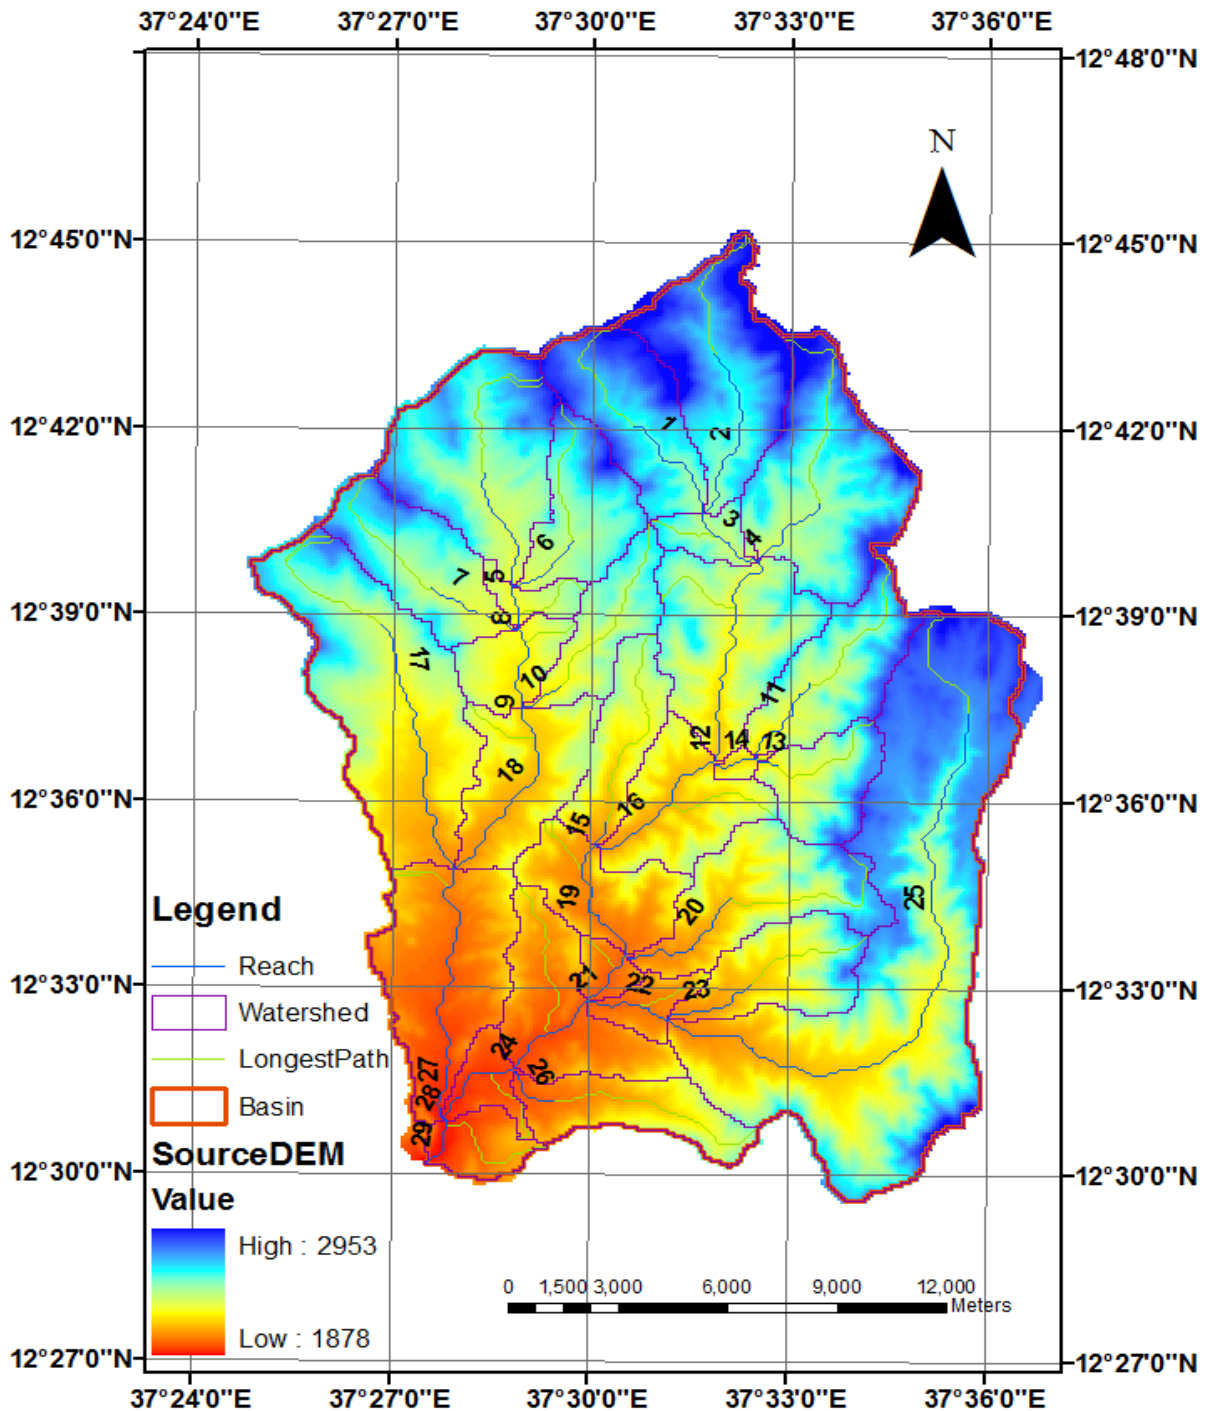 37°24'0"E 37°27'0"E 37°30'0"E 37°33'0"E 37°36'0"E
12°48'0"N
N
12°45'0"N 12°45'0"N
1 2
12°42'0"N 12°42'0"N
3
4
6
5
7
12°39'0"N 8 12°39'0"N
17
10
11
9
12 14 13
18
12°36'0"N 12°36'0"N
16
15
19 25
Legend
20
Reach
21 22 23
12°33'0"N 12°33'0"N
Watershed
24
LongestPath
27 26
28
Basin
29
SourceDEM
12°30'0"N 12°30'0"N
Value
High : 2953
0 1,500 3,000 6,000 9,000 12,000
Meters
Low : 1878
12°27'0"N 12°27'0"N
37°24'0"E 37°27'0"E 37°30'0"E 37°33'0"E 37°36'0"E